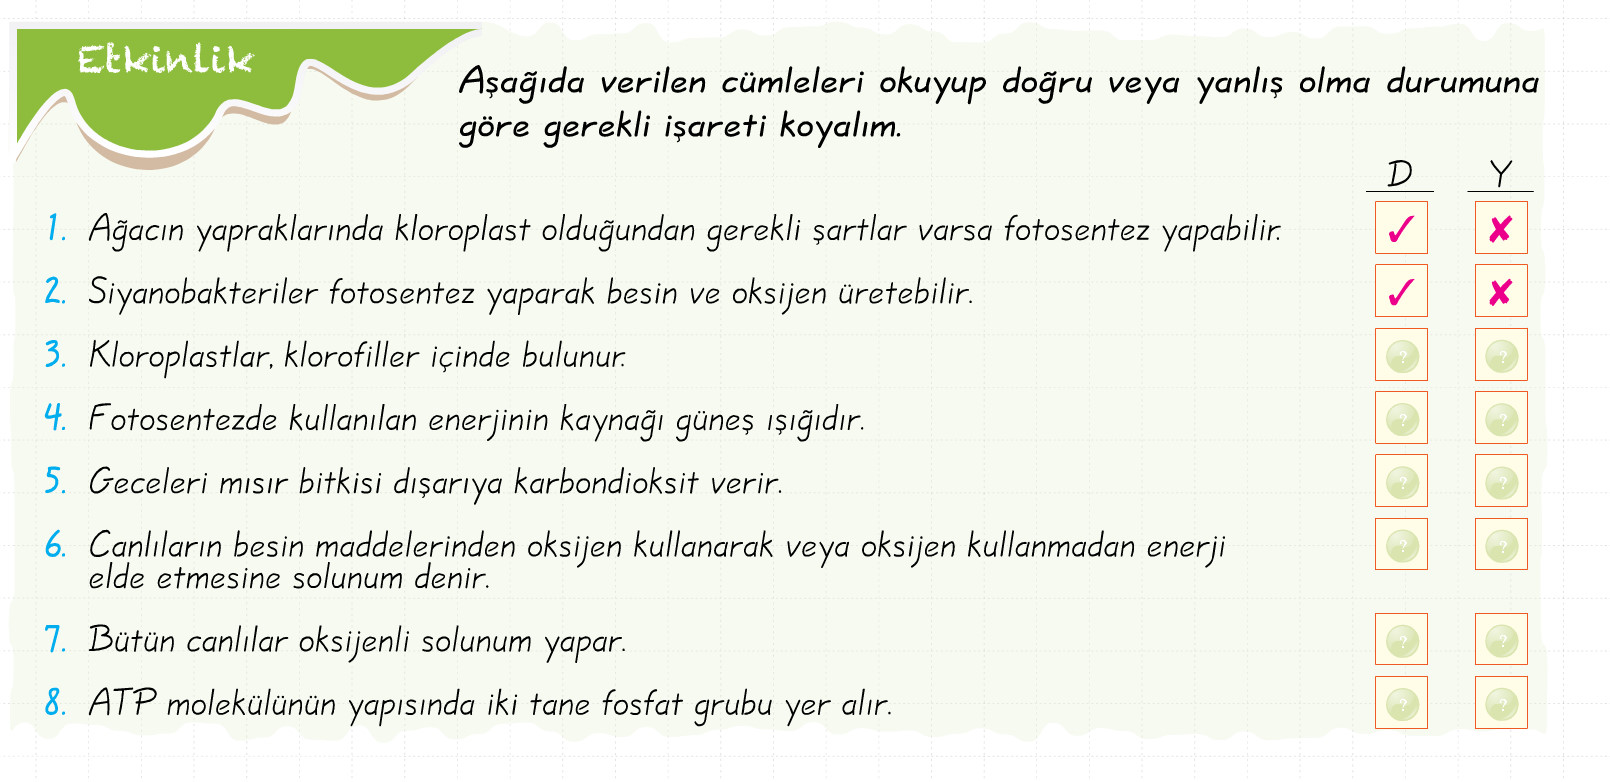 Etkinlik
Aşağıda verilen cümleleri okuyup doğru veya yanlış olma durumuna
göre gerekli işareti koyalım.
D Y
1. Ağacın yapraklarında kloroplast olduğundan gerekli şartlar varsa fotosentez yapabilir. ✓ ✘
2. Siyanobakteriler fotosentez yaparak besin ve oksijen üretebilir. ✓ ✘
3. Kloroplastlar, klorofiller içinde bulunur. ? ?
4. Fotosentezde kullanılan enerjinin kaynağı güneş ışığıdır. ? ?
5. Geceleri mısır bitkisi dışarıya karbondioksit verir. ? ?
6. Canlıların besin maddelerinden oksijen kullanarak veya oksijen kullanmadan enerji ? ?
elde etmesine solunum denir.
7. Bütün canlılar oksijenli solunum yapar. ? ?
8. ATP molekülünün yapısında iki tane fosfat grubu yer alır. ? ?